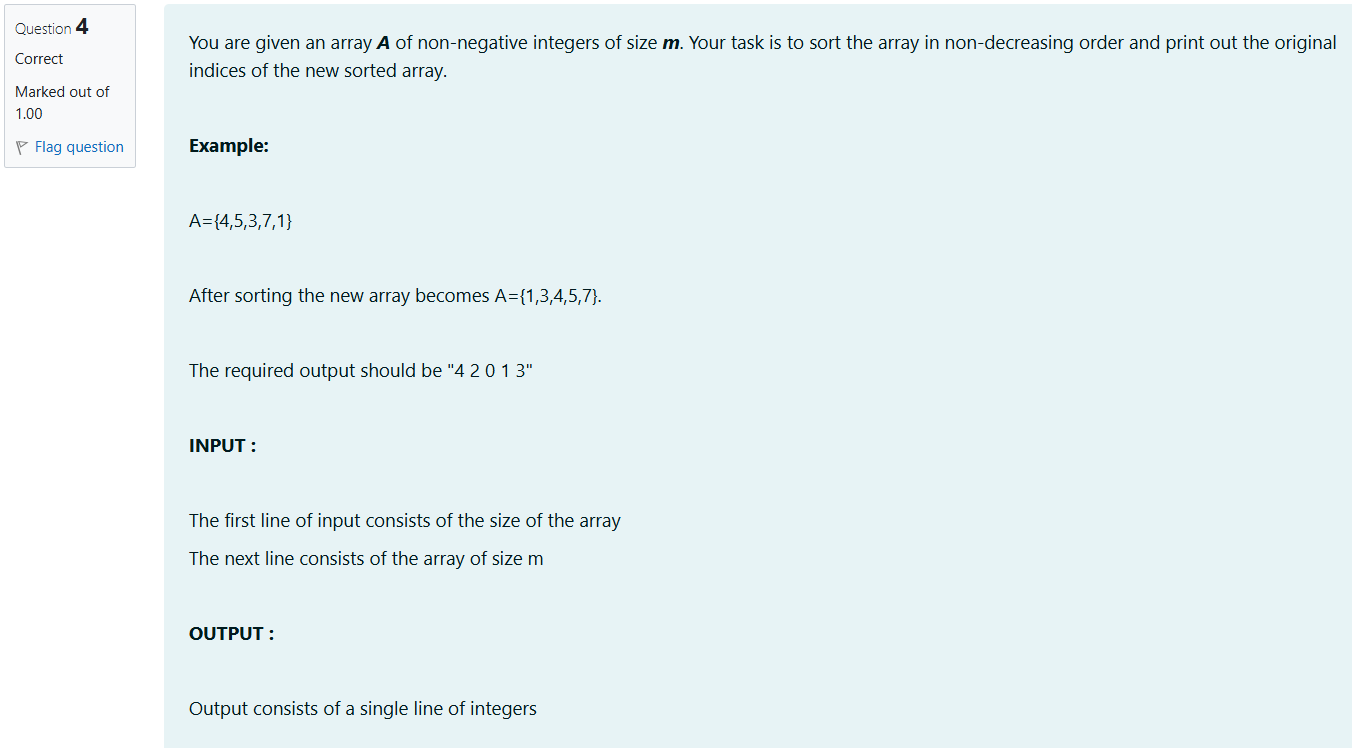 Question 4
Correct
Marked out of
1.00
Flag question
You are given an array A of non-negative integers of size m. Your task is to sort the array in non-decreasing order and print out the original
indices of the new sorted array.
Example:
A={4,5,3,7,1}
After sorting the new array becomes A={1,3,4,5,7}.
The required output should be "4 2 0 1 3"
INPUT :
The first line of input consists of the size of the array
The next line consists of the array of size m
OUTPUT :
Output consists of a single line of integers